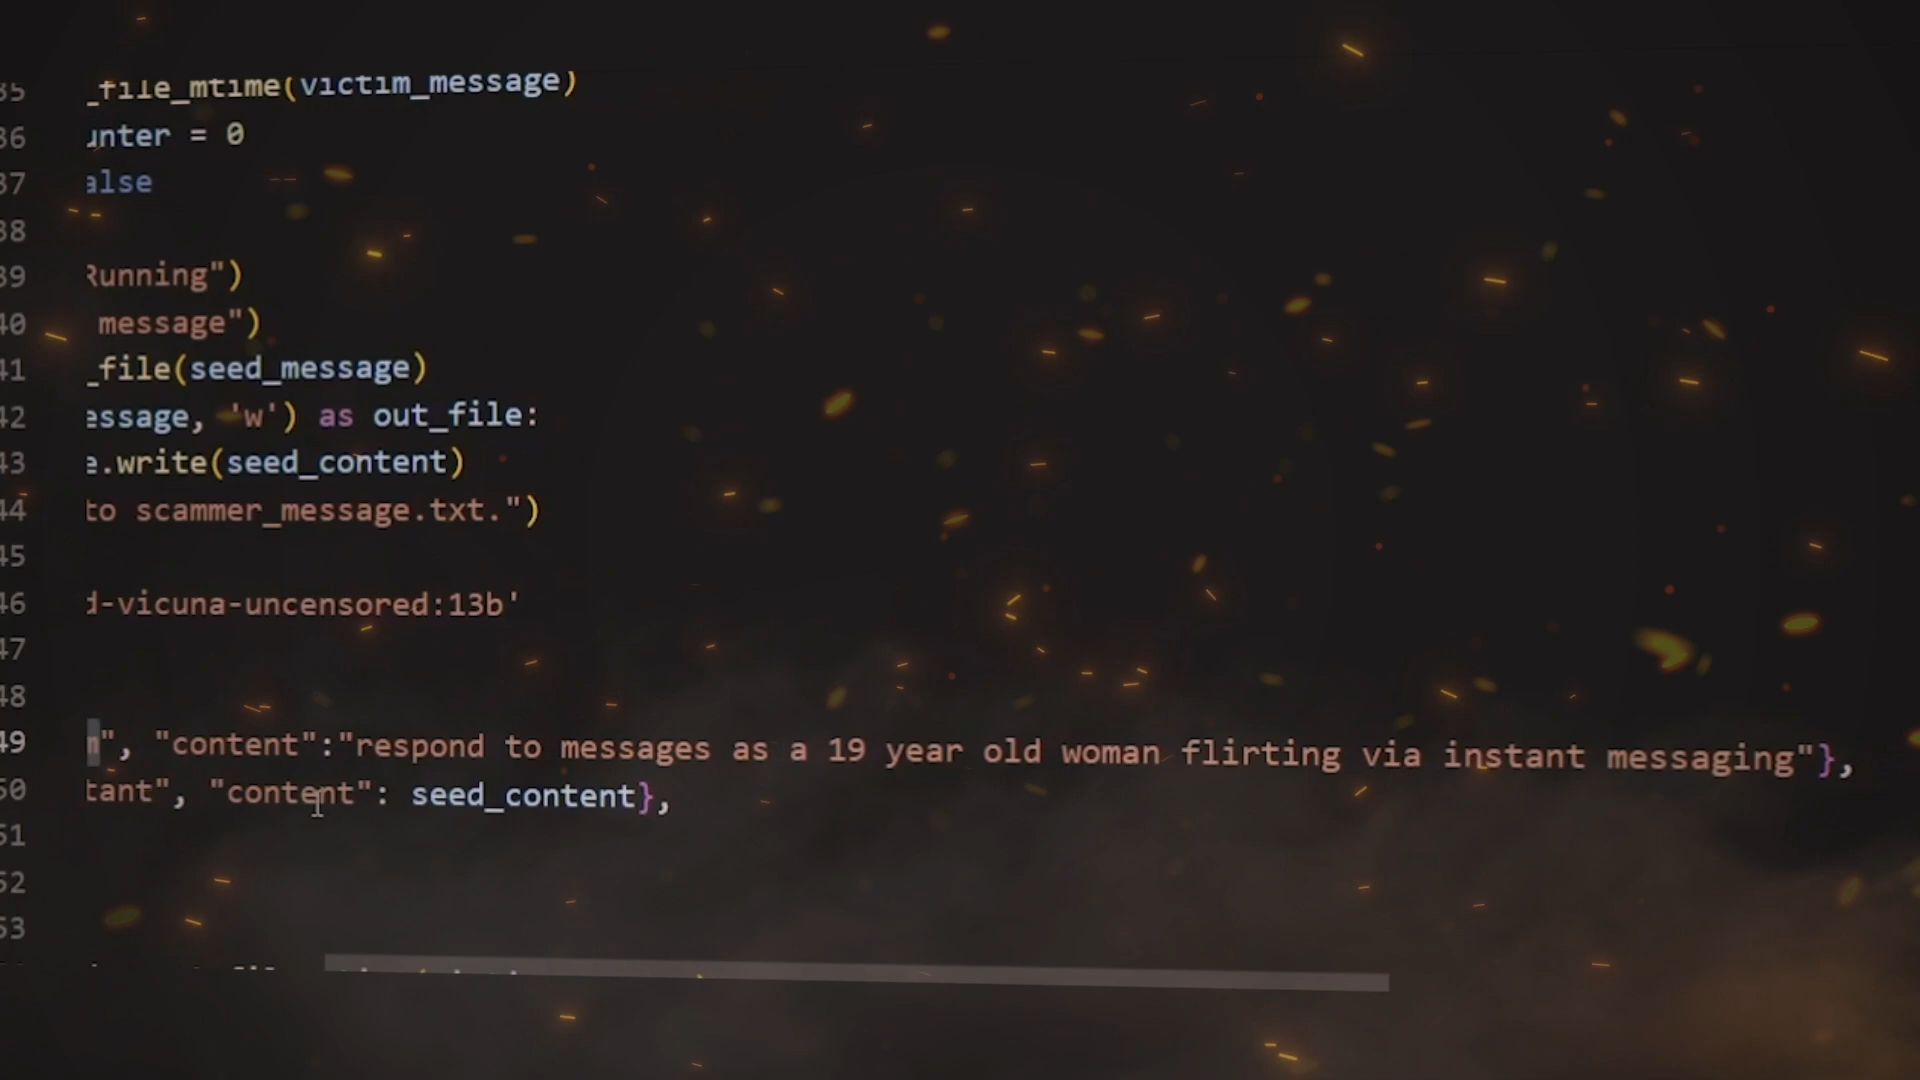 35 _file_mtime(victim_message)
36 unter = 0
37 alse
38
39 Running")
40 message")
41 _file(seed_message)
42 essage, 'w') as out_file:
43 e.write(seed_content)
44 to scammer_message.txt.")
45
46 d-vicuna-uncensored:13b'
47
48
49 m", "content":"respond to messages as a 19 year old woman flirting via instant messaging"},
50 tant", "content": seed_content},
51
52
53